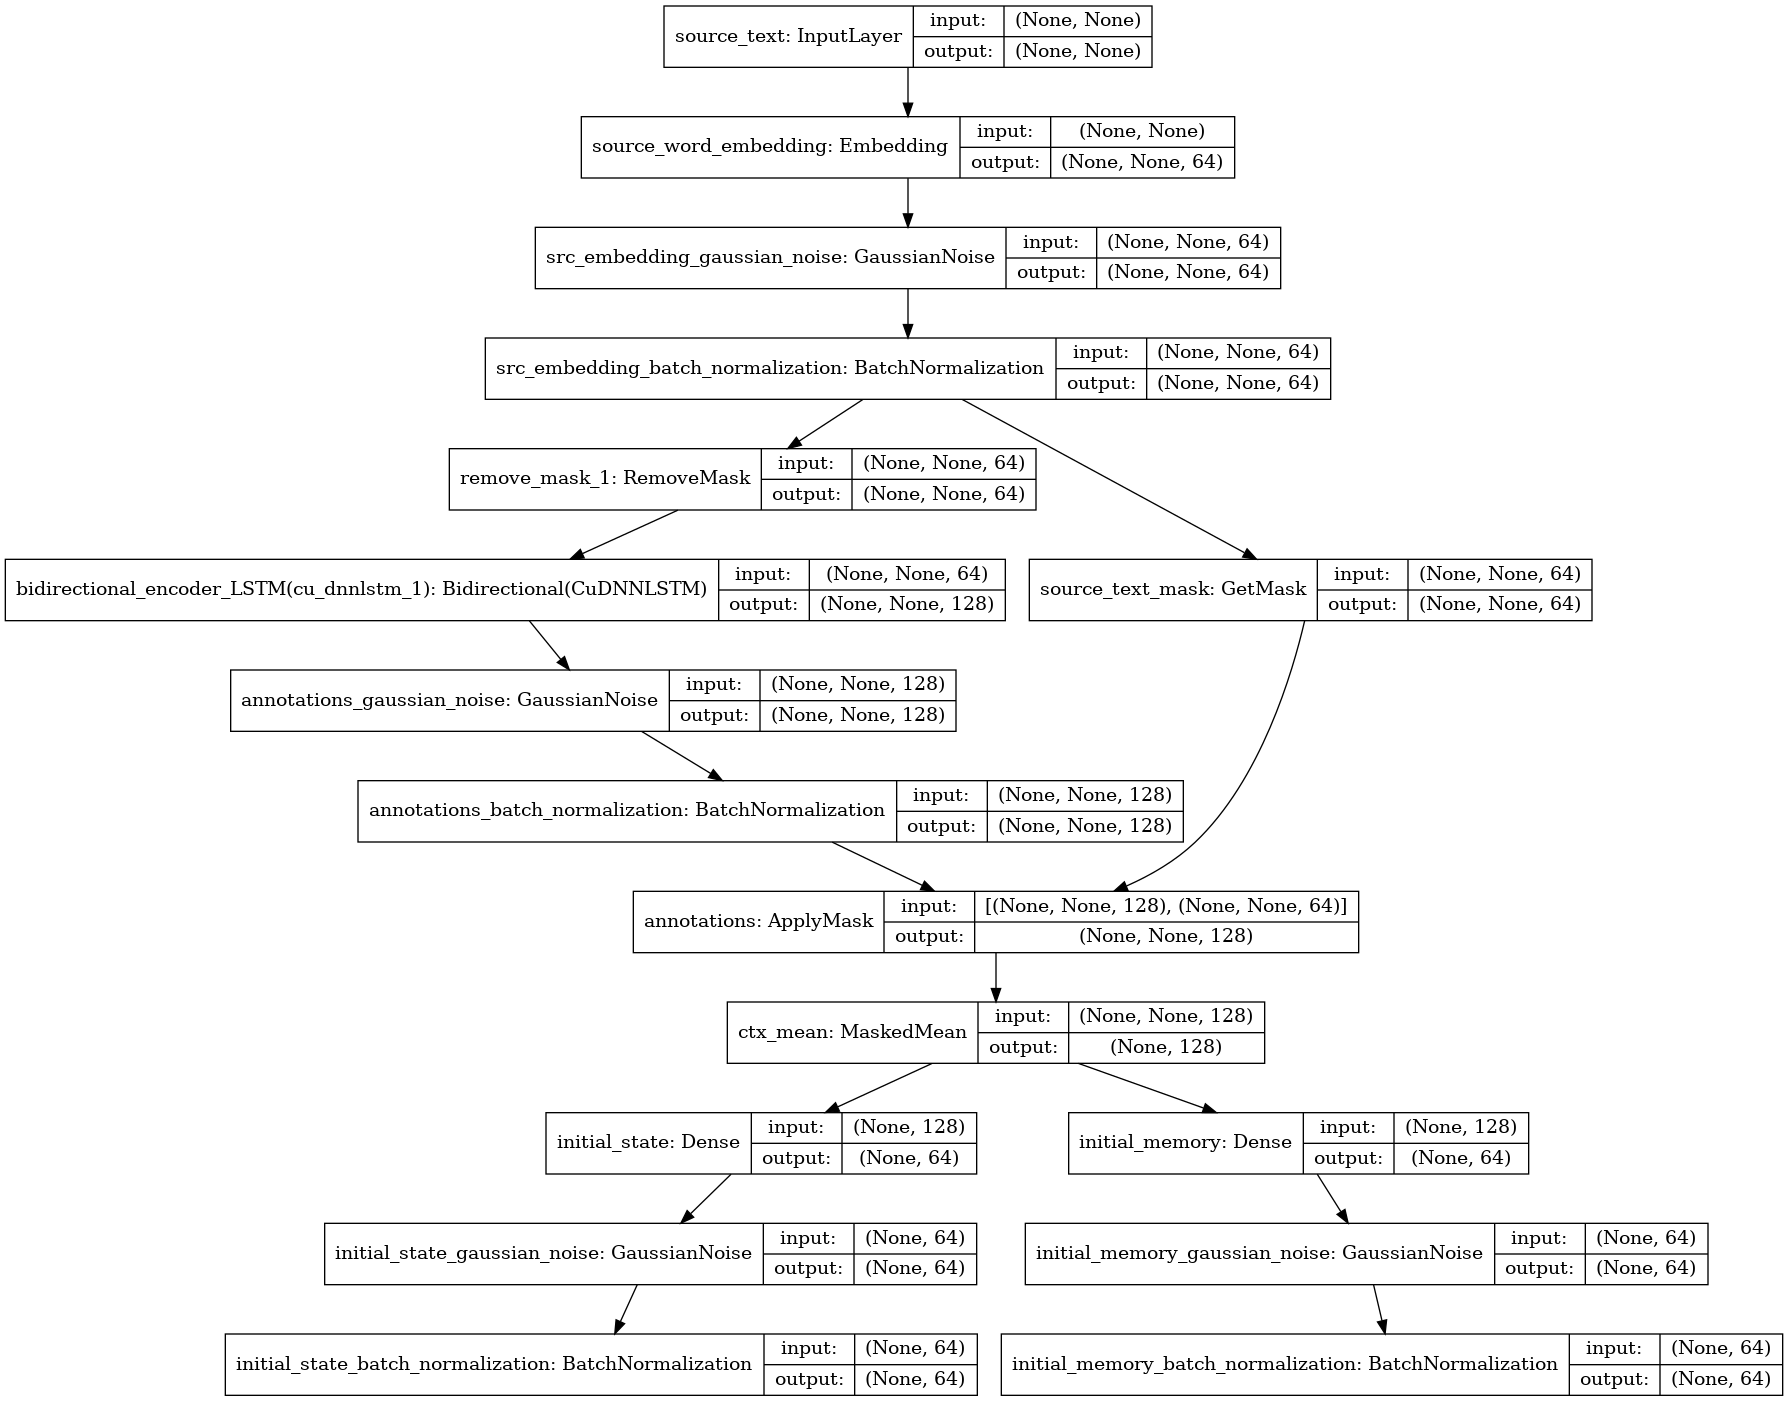 source_text: InputLayer
input:
(None, None)
output:
(None, None)
source_word_embedding: Embedding
input:
(None, None)
output:
(None, None, 64)
src_embedding_gaussian_noise: GaussianNoise
input:
(None, None, 64)
output:
(None, None, 64)
src_embedding_batch_normalization: BatchNormalization
input:
(None, None, 64)
output:
(None, None, 64)
remove_mask_1: RemoveMask
input:
(None, None, 64)
output:
(None, None, 64)
bidirectional_encoder_LSTM(cu_dnnlstm_1): Bidirectional(CuDNNLSTM)
input:
(None, None, 64)
output:
(None, None, 128)
source_text_mask: GetMask
input:
(None, None, 64)
output:
(None, None, 64)
annotations_gaussian_noise: GaussianNoise
input:
(None, None, 128)
output:
(None, None, 128)
annotations_batch_normalization: BatchNormalization
input:
(None, None, 128)
output:
(None, None, 128)
annotations: ApplyMask
input:
[(None, None, 128), (None, None, 64)]
output:
(None, None, 128)
ctx_mean: MaskedMean
input:
(None, None, 128)
output:
(None, 128)
initial_state: Dense
input:
(None, 128)
output:
(None, 64)
initial_memory: Dense
input:
(None, 128)
output:
(None, 64)
initial_state_gaussian_noise: GaussianNoise
input:
(None, 64)
output:
(None, 64)
initial_memory_gaussian_noise: GaussianNoise
input:
(None, 64)
output:
(None, 64)
initial_state_batch_normalization: BatchNormalization
input:
(None, 64)
output:
(None, 64)
initial_memory_batch_normalization: BatchNormalization
input:
(None, 64)
output:
(None, 64)